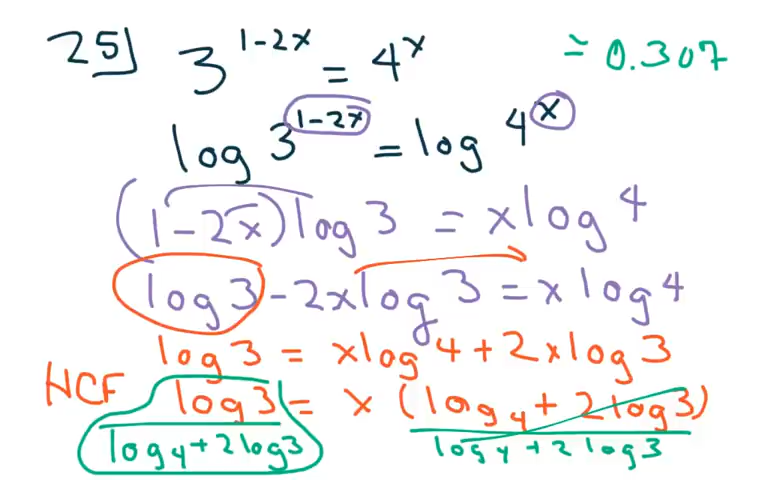 25] 3^(1-2x) = 4^x ≈ 0.307
log 3^(1-2x) = log 4^x
(1-2x) log 3 = x log 4
log 3 - 2x log 3 = x log 4
log 3 = x log 4 + 2x log 3
HCF log 3 = x (log 4 + 2 log 3)
log 4 + 2 log 3 log 4 + 2 log 3